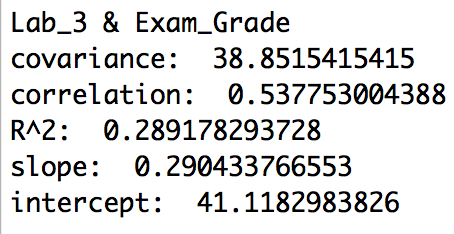 Lab_3 & Exam_Grade
covariance:  38.8515415415
correlation:  0.537753004388
R^2:  0.289178293728
slope:  0.290433766553
intercept:  41.1182983826